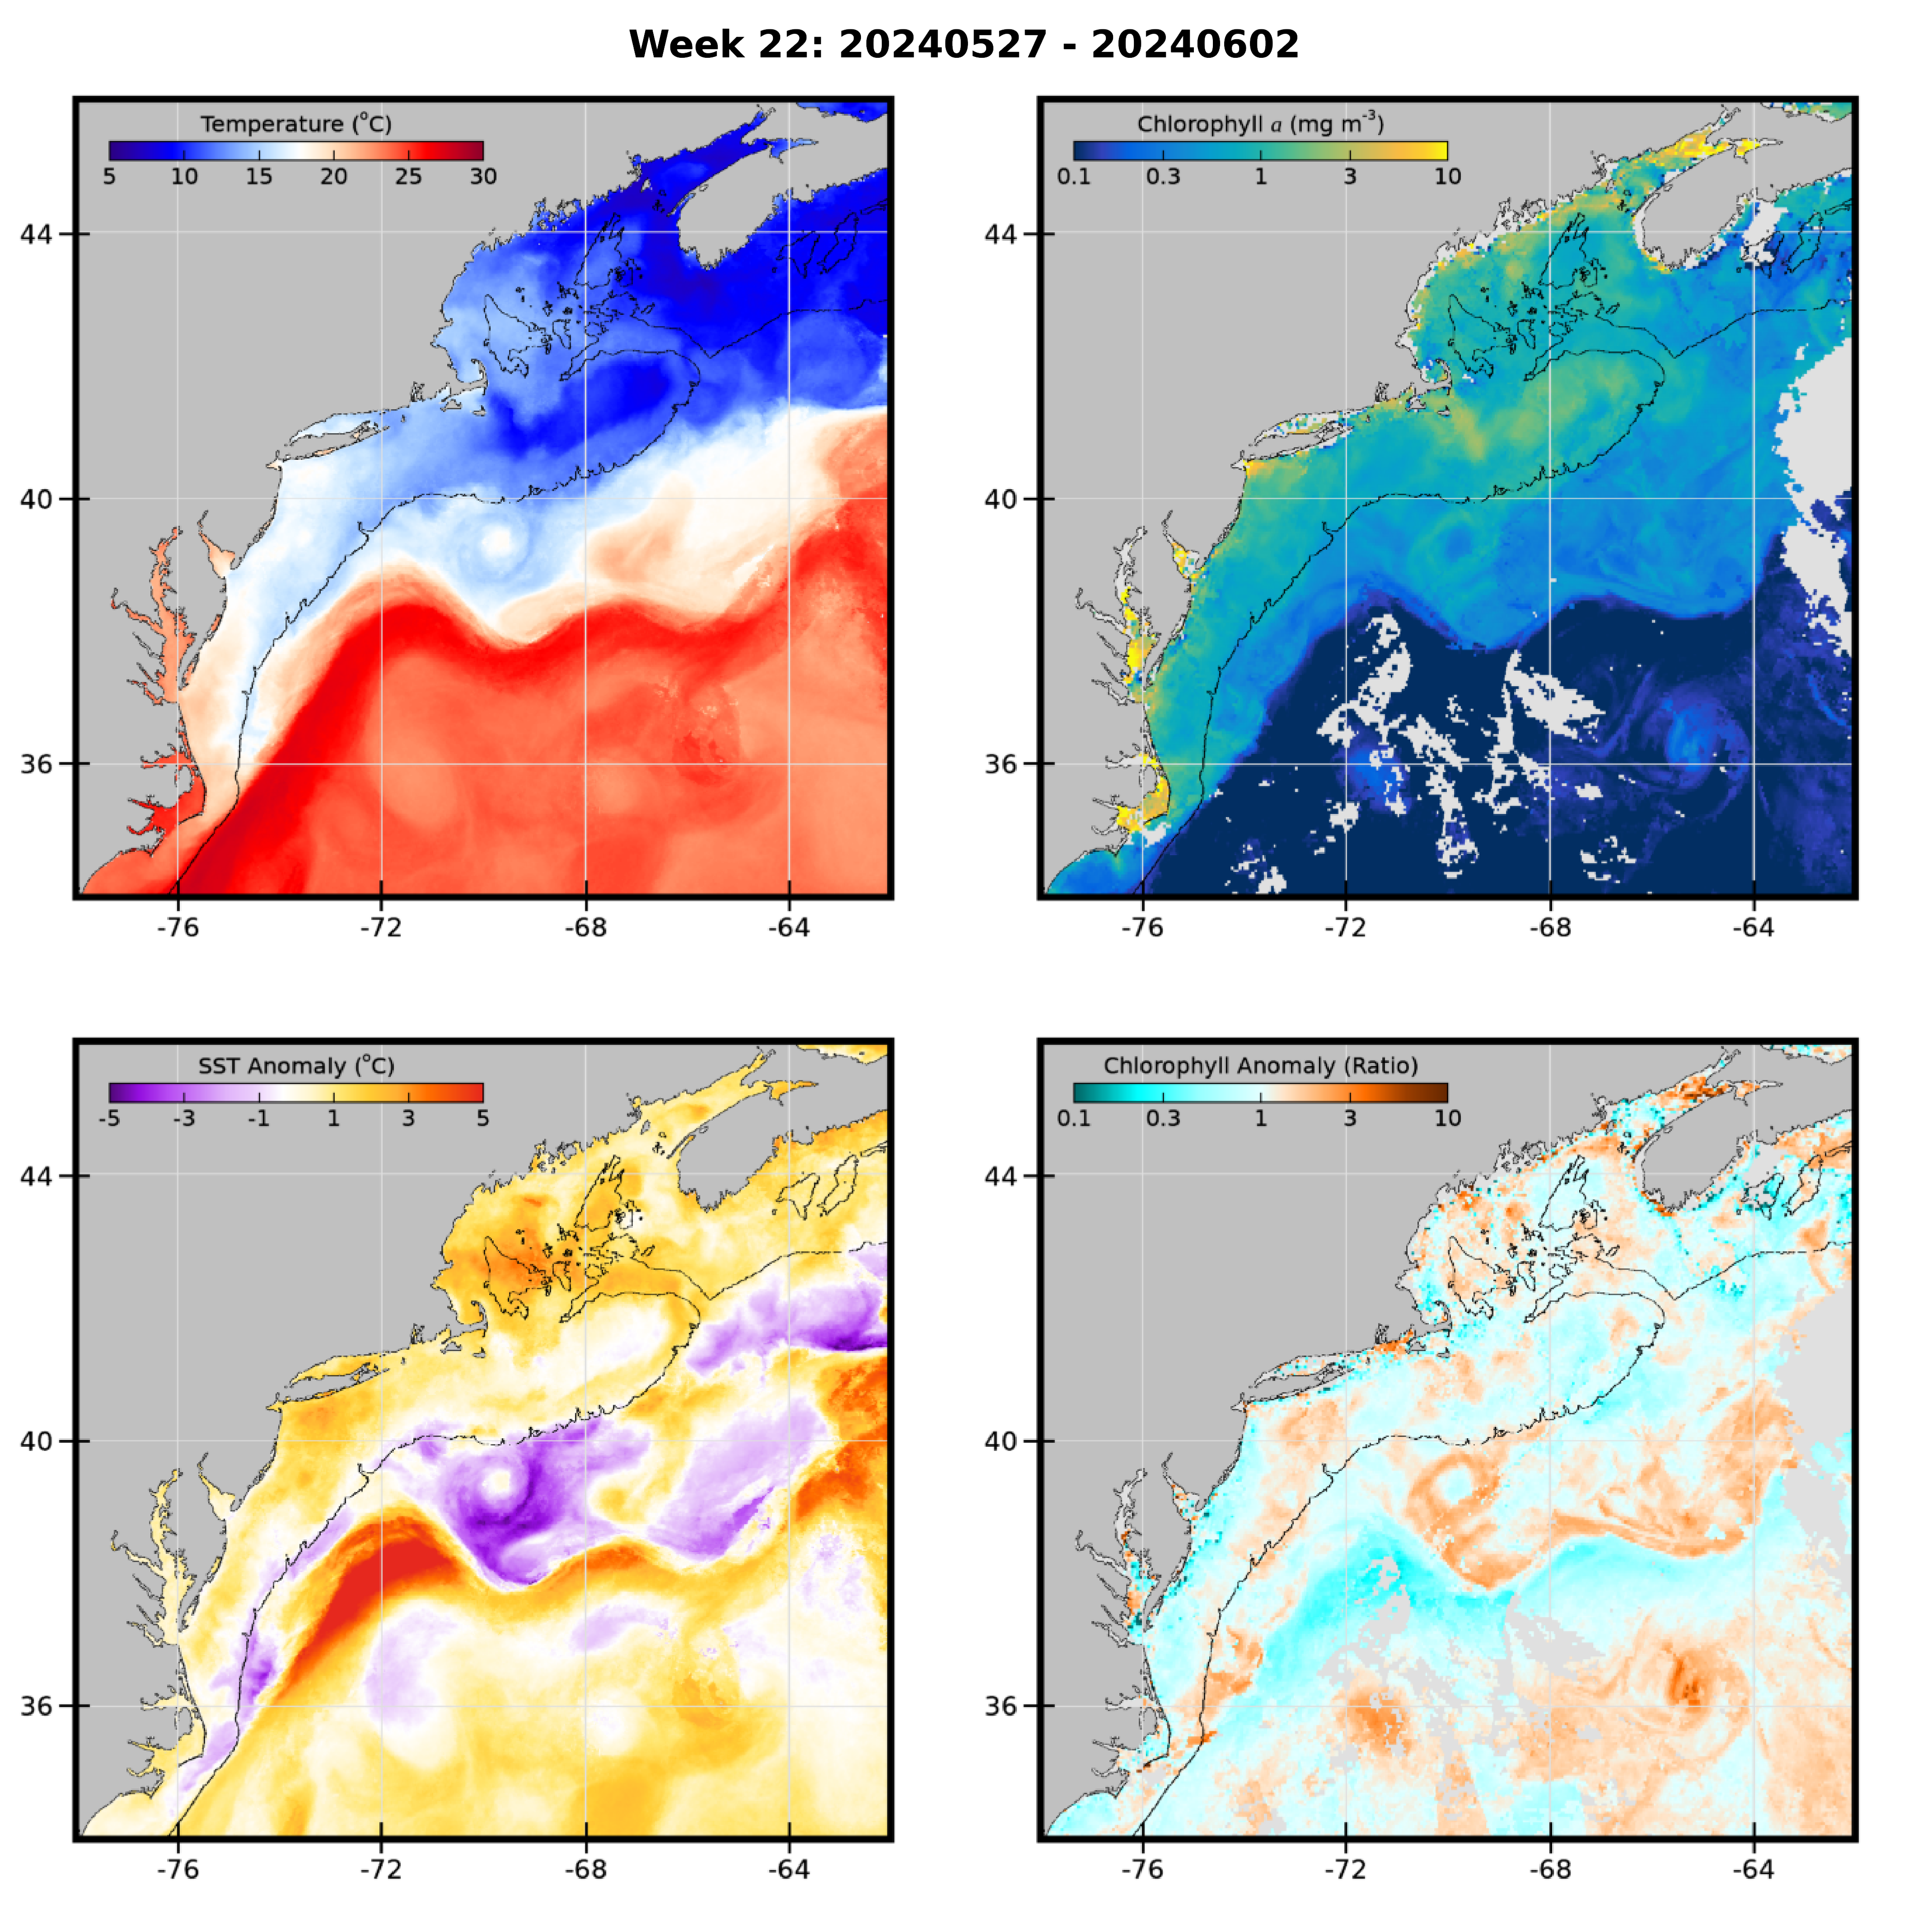 Week 22: 20240527 - 20240602
Temperature (°C)
5 10 15 20 25 30
44
40
36
-76 -72 -68 -64
Chlorophyll a (mg m⁻³)
0.1 0.3 1 3 10
44
40
36
-76 -72 -68 -64
SST Anomaly (°C)
-5 -3 -1 1 3 5
44
40
36
-76 -72 -68 -64
Chlorophyll Anomaly (Ratio)
0.1 0.3 1 3 10
44
40
36
-76 -72 -68 -64